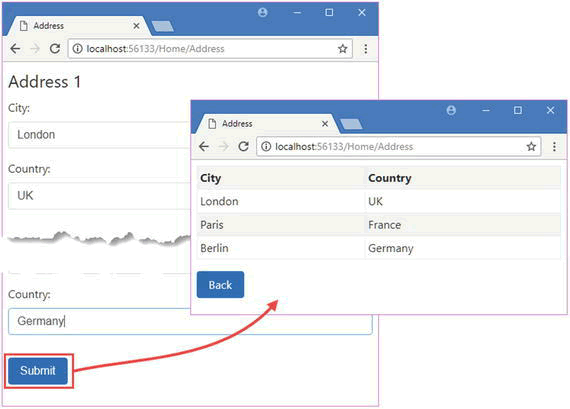 Address
localhost:56133/Home/Address
Address 1
City:
London
Country:
UK
Country:
Germany
Submit
Address
localhost:56133/Home/Address
City Country
London UK
Paris France
Berlin Germany
Back